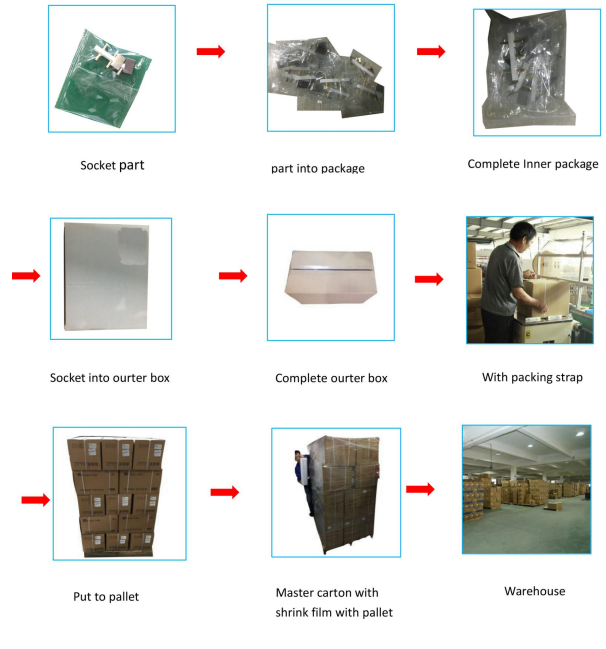 Socket part
part into package
Complete Inner package
Socket into ourter box
Complete ourter box
With packing strap
Put to pallet
Master carton with
shrink film with pallet
Warehouse